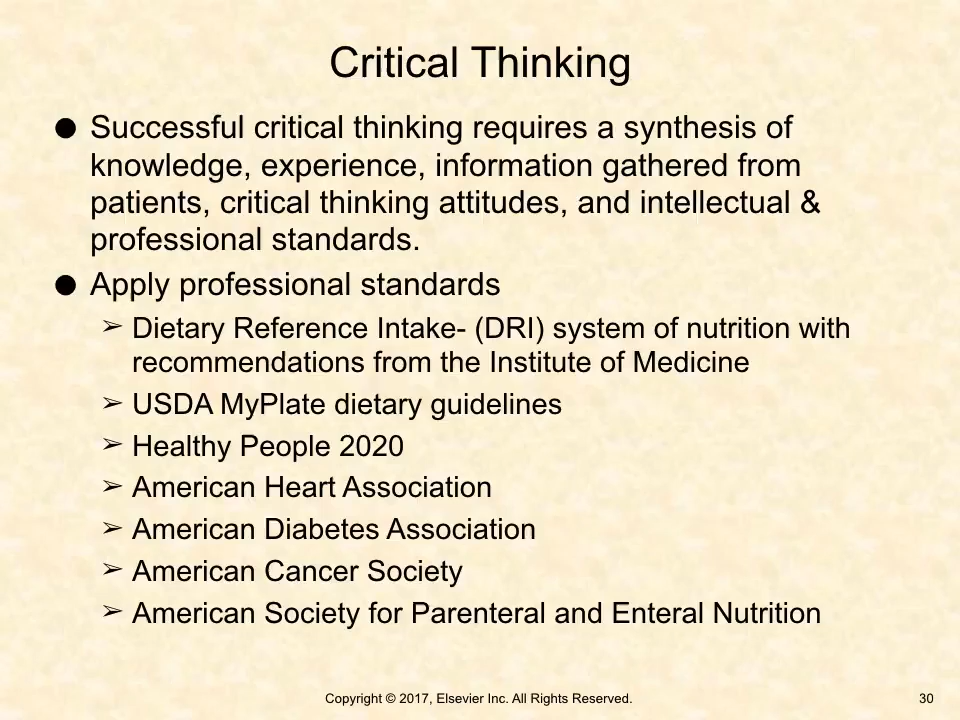 Critical Thinking
● Successful critical thinking requires a synthesis of
knowledge, experience, information gathered from
patients, critical thinking attitudes, and intellectual &
professional standards.
● Apply professional standards
➢ Dietary Reference Intake- (DRI) system of nutrition with
recommendations from the Institute of Medicine
➢ USDA MyPlate dietary guidelines
➢ Healthy People 2020
➢ American Heart Association
➢ American Diabetes Association
➢ American Cancer Society
➢ American Society for Parenteral and Enteral Nutrition
Copyright © 2017, Elsevier Inc. All Rights Reserved.
30